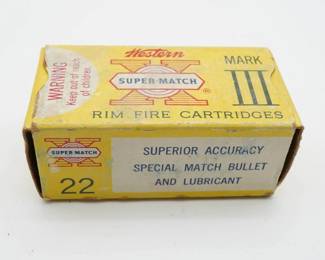 WARNING
Keep out of reach
of children.
Western
SUPER-MATCH
X
®
MARK
III
RIM FIRE CARTRIDGES
SUPER-MATCH
X
22
SUPERIOR ACCURACY
SPECIAL MATCH BULLET
AND LUBRICANT